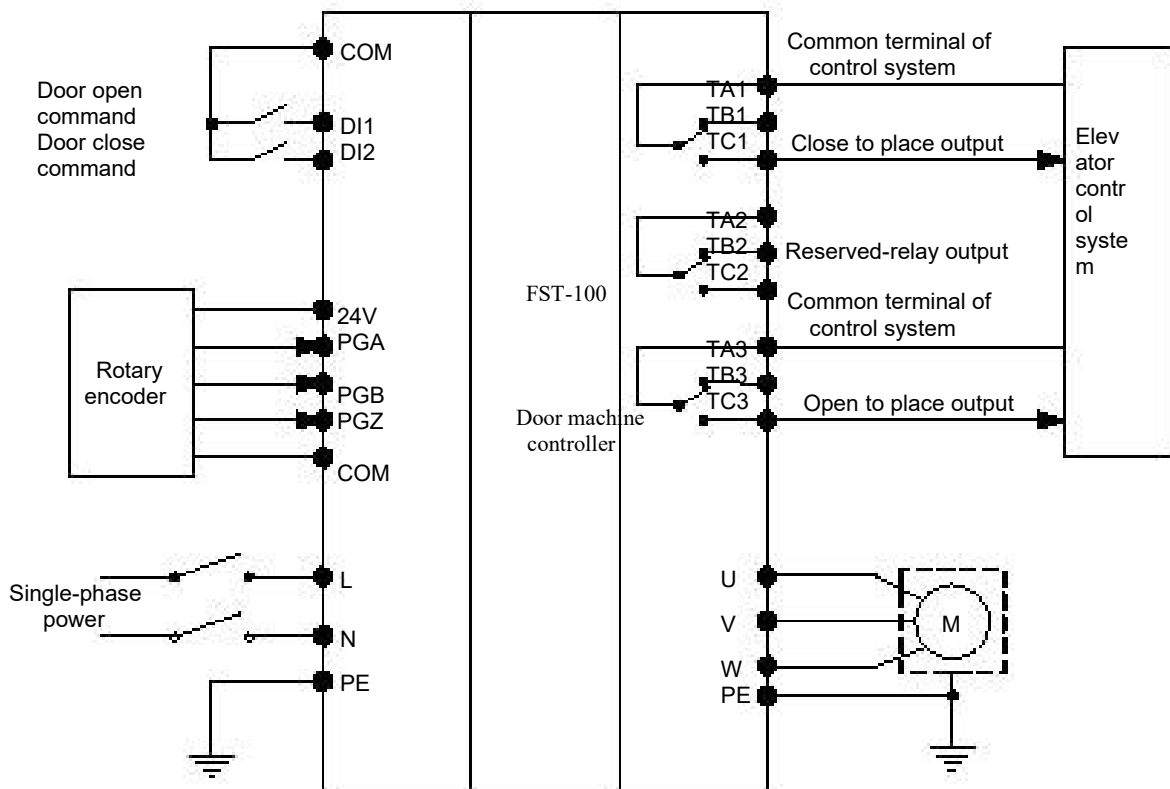 COM
Door open
command
Door close
command
DI1
DI2
24V
PGA
PGB
PGZ
COM
Rotary
encoder
L
N
PE
Single-phase
power
FST-100
Door machine
controller
Common terminal of
control system
TA1
TB1
TC1
Close to place output
TA2
TB2
TC2
Reserved-relay output
Common terminal of
control system
TA3
TB3
TC3
Open to place output
Elev
ator
contr
ol
syste
m
U
V
W
PE
M